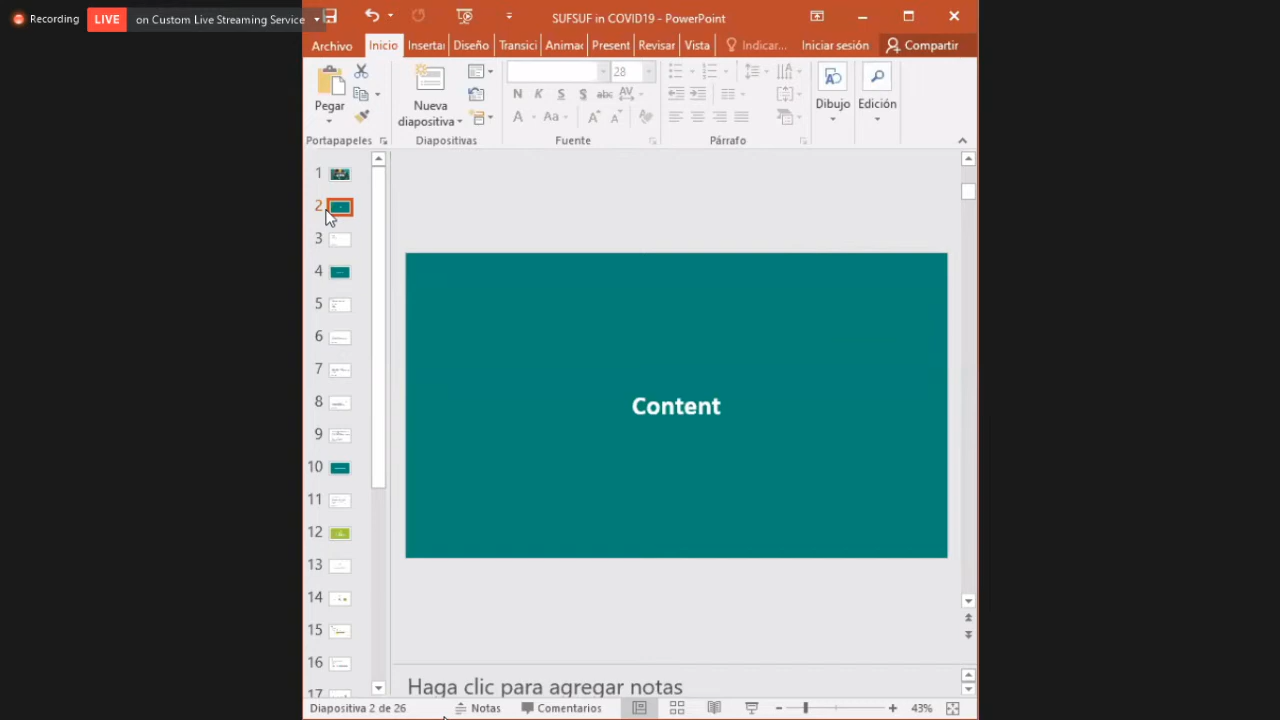 Recording LIVE on Custom Live Streaming Service
SUFSUF in COVID19 - PowerPoint
Archivo Inicio Insertar Diseño Transici Animac Present Revisar Vista Indicar... Iniciar sesión Compartir
28
Pegar Nueva diapositiva N K S S abc AV A Aa A A Dibujo Edición
Portapapeles Diapositivas Fuente Párrafo
1
2
3
4
5
6
7
8
9
10
11
12
13
14
15
16
17
Content
Haga clic para agregar notas
Diapositiva 2 de 26 Notas Comentarios 43%